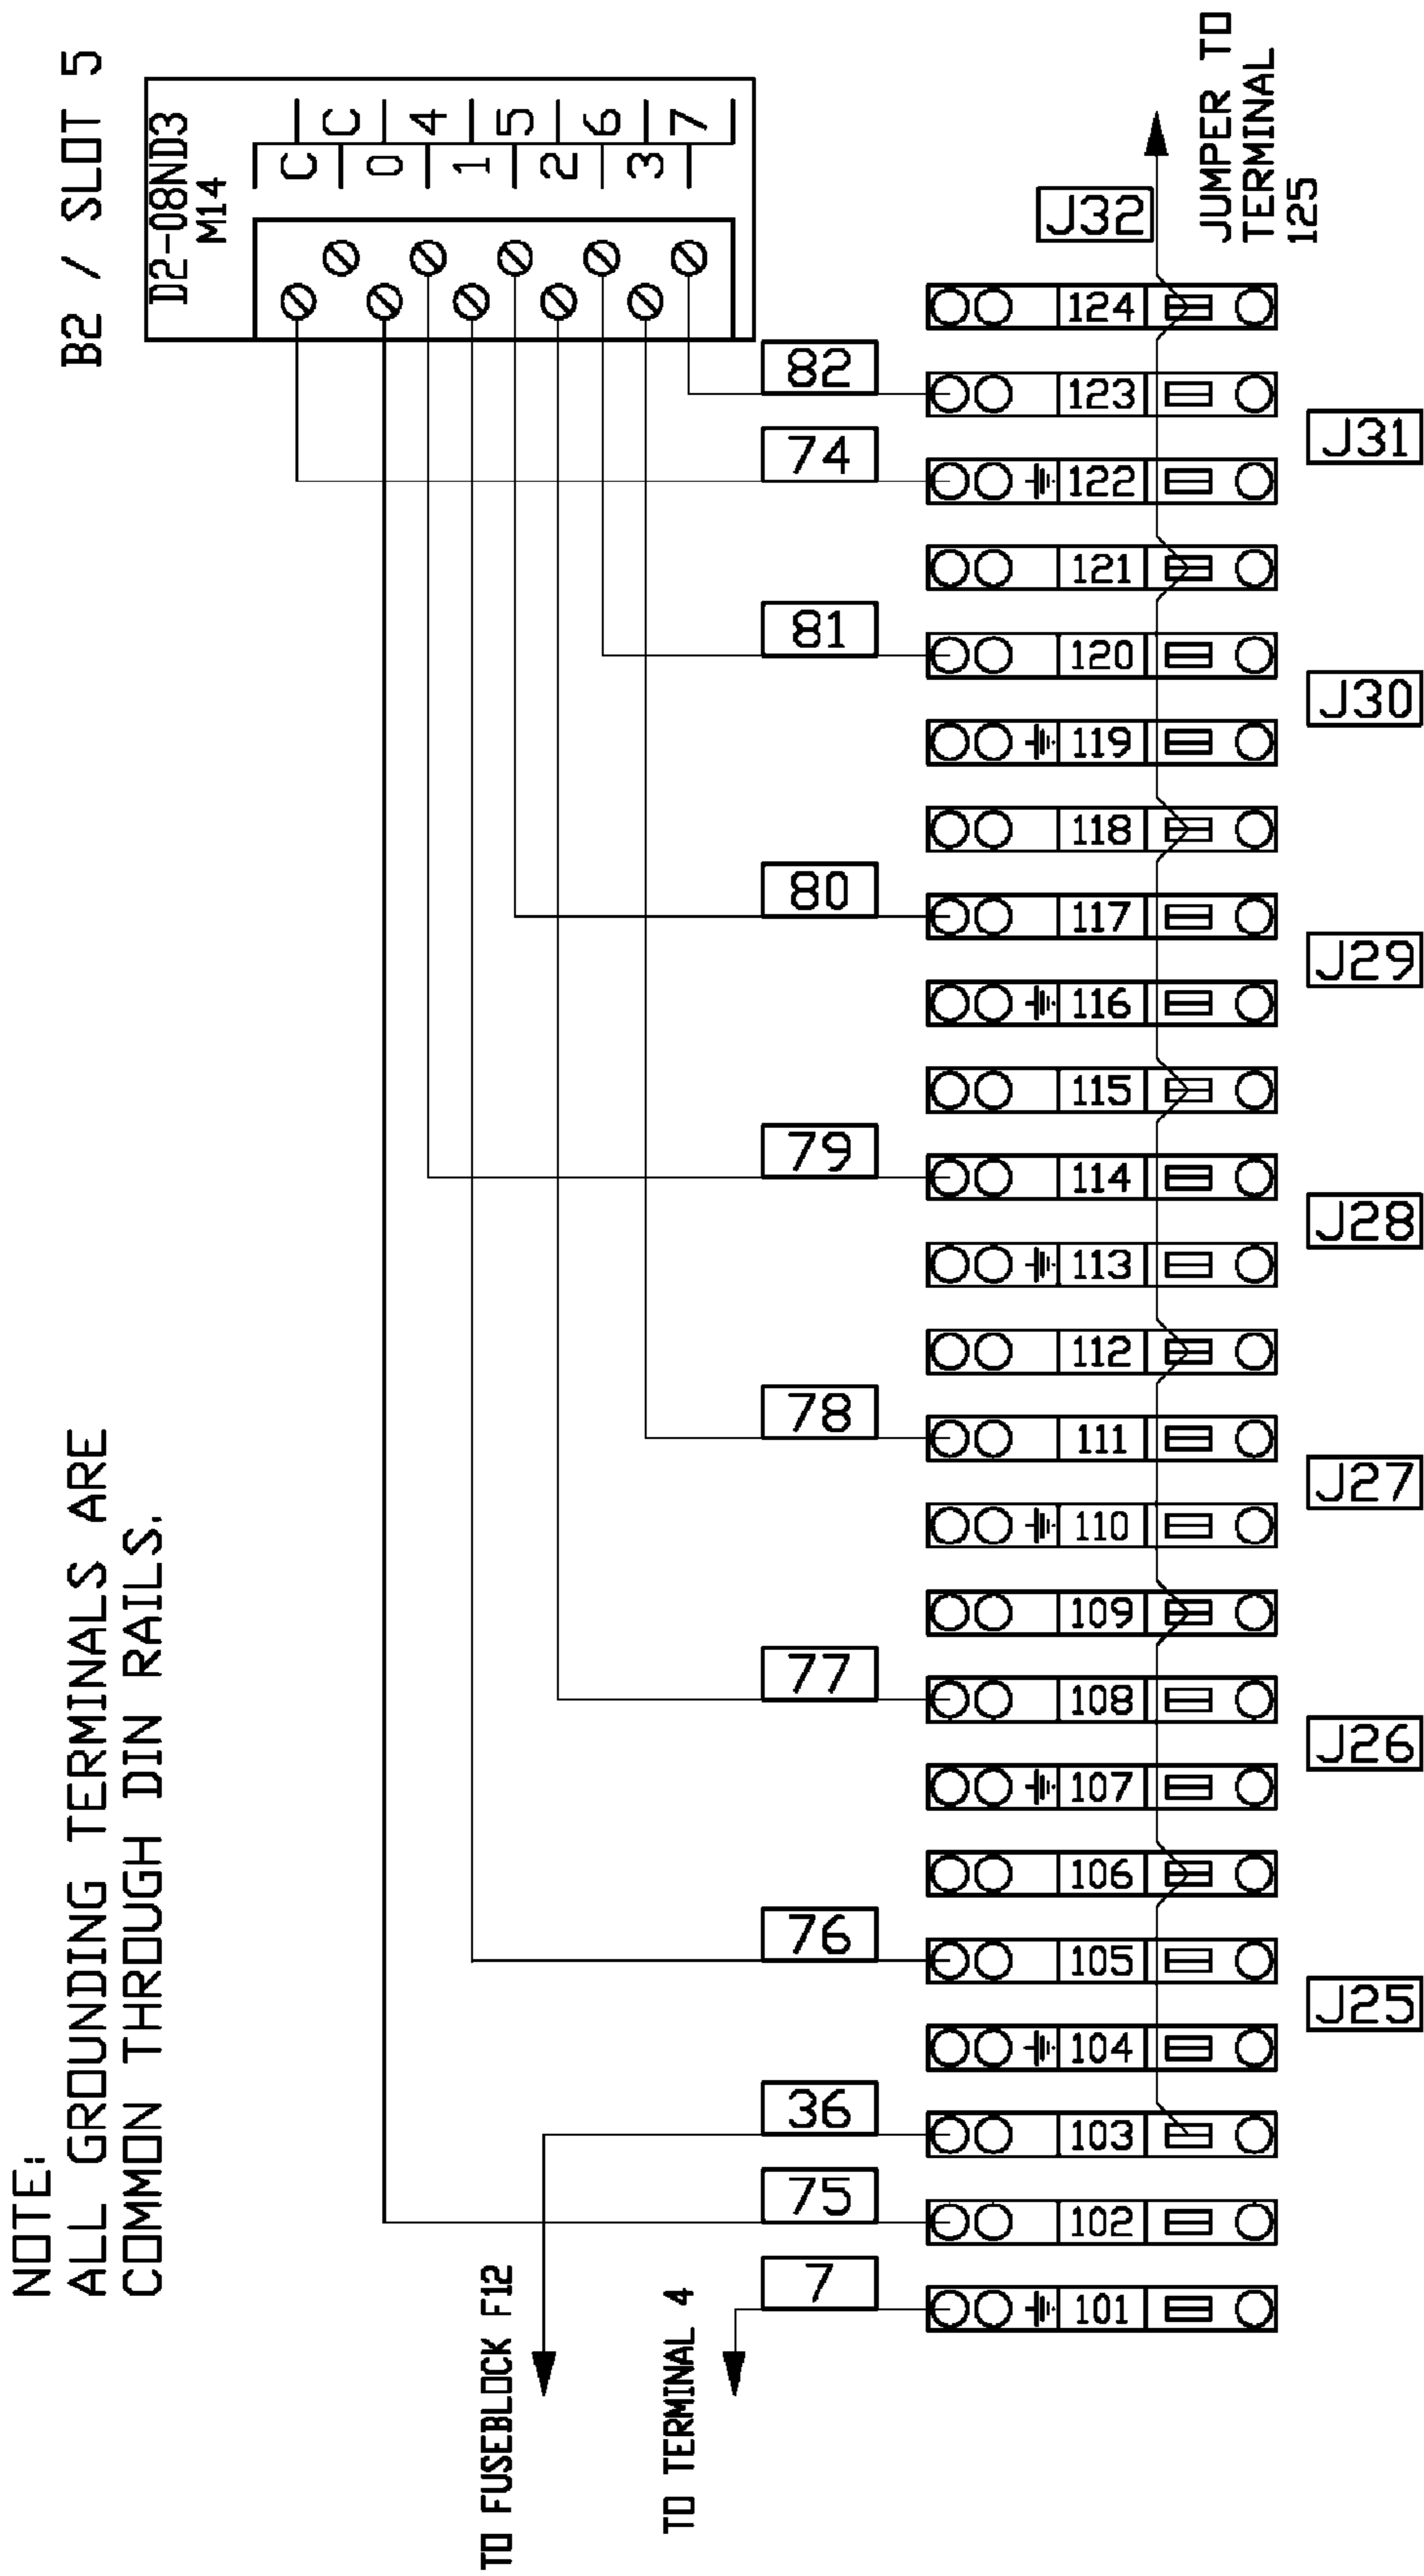 B2 / SLOT 5
D2-08ND3
M14
C
C
0
4
1
5
2
6
3
7
NOTE:
ALL GROUNDING TERMINALS ARE
COMMON THROUGH DIN RAILS.
TO FUSEBLOCK F12
TO TERMINAL 4
7
75
36
76
77
78
79
80
81
74
82
101
102
103
104
105
106
107
108
109
110
111
112
113
114
115
116
117
118
119
120
121
122
123
124
J25
J26
J27
J28
J29
J30
J31
J32
JUMPER TO
TERMINAL
125